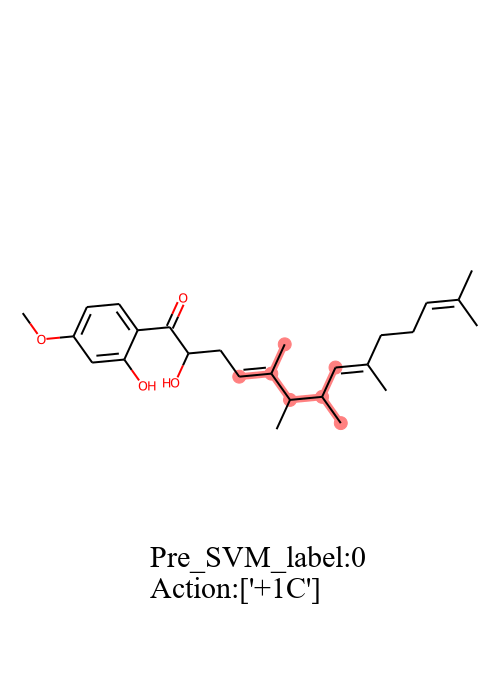 O
O
HO
OH
Pre_SVM_label:0
Action:['+1C']